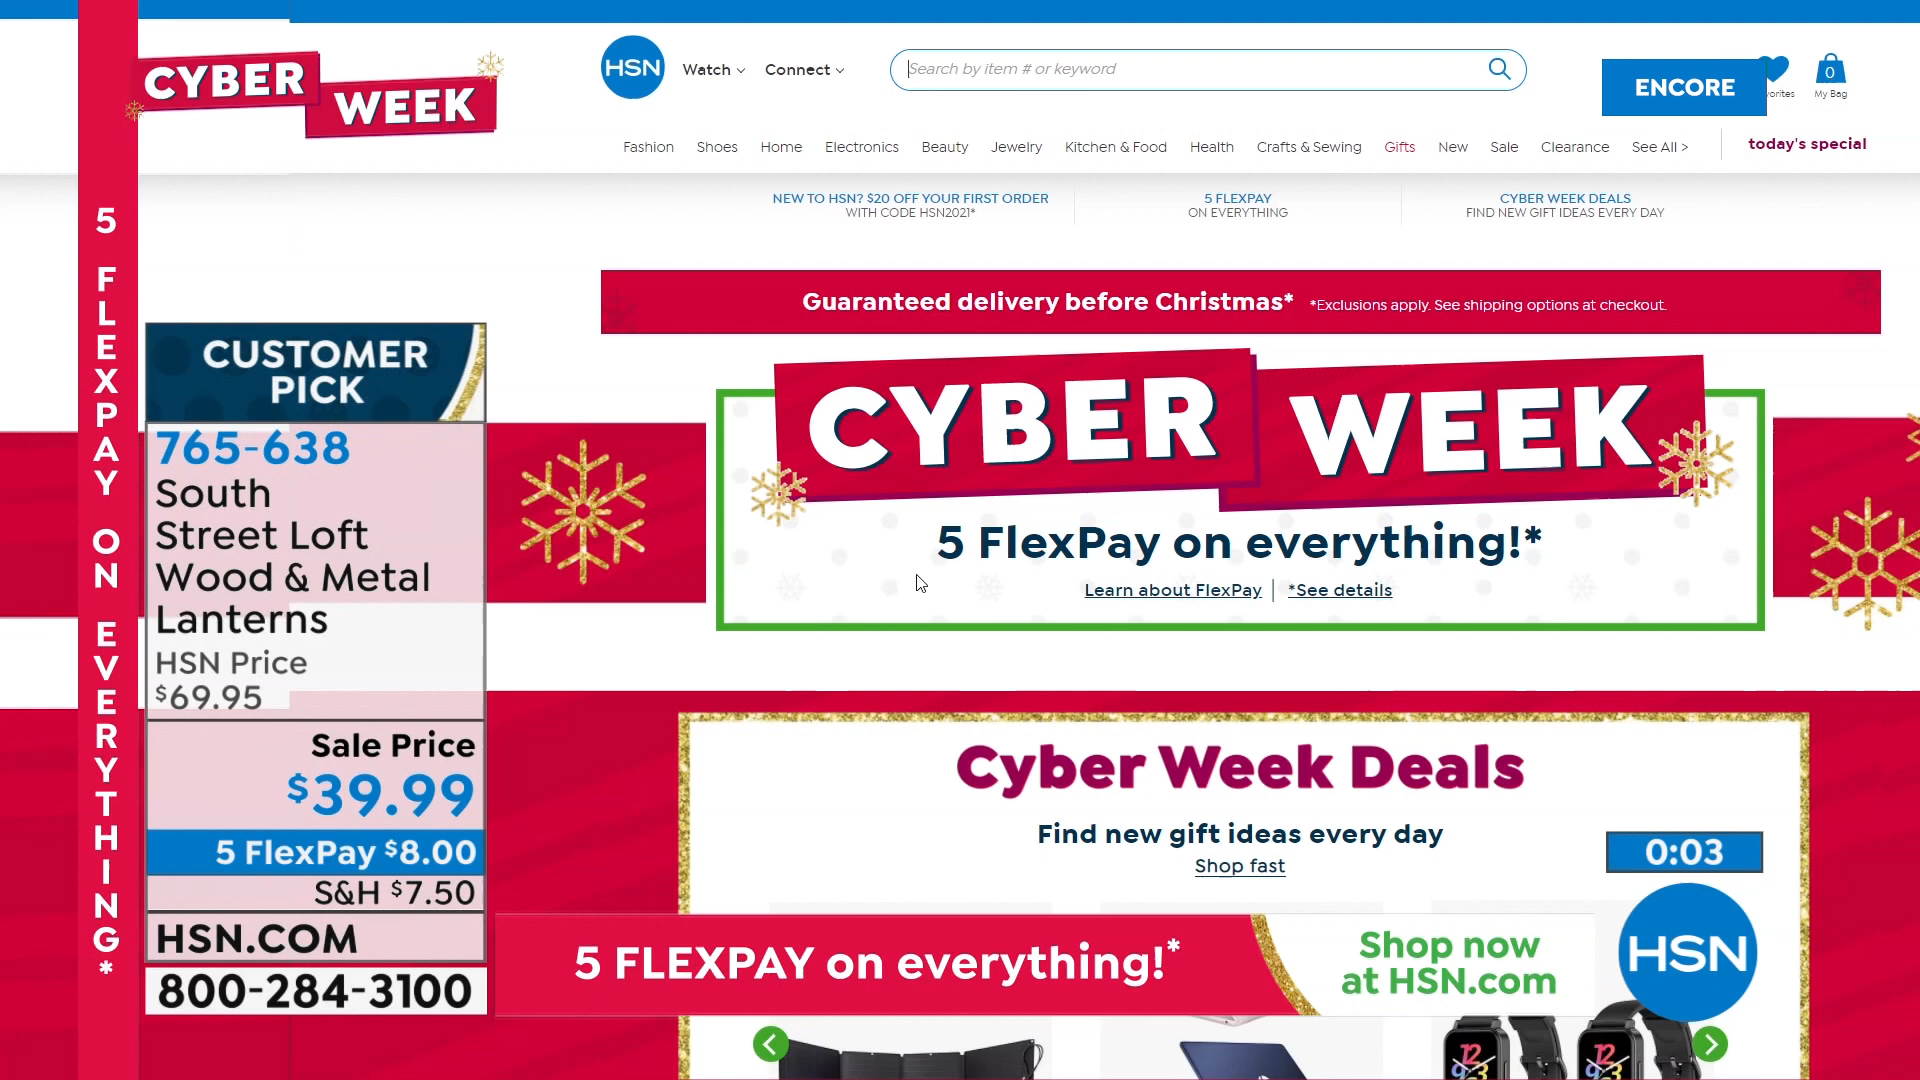 CYBER
WEEK
HSN
Watch
Connect
Search by item # or keyword
ENCORE
vorites
0
My Bag
Fashion Shoes Home Electronics Beauty Jewelry Kitchen & Food Health Crafts & Sewing Gifts New Sale Clearance See All > today's special
NEW TO HSN? $20 OFF YOUR FIRST ORDER
WITH CODE HSN2021*
5 FLEXPAY
ON EVERYTHING
CYBER WEEK DEALS
FIND NEW GIFT IDEAS EVERY DAY
5 FLEXPAY ON EVERYTHING*
Guaranteed delivery before Christmas* *Exclusions apply. See shipping options at checkout.
CUSTOMER
PICK
765-638
South
Street Loft
Wood & Metal
Lanterns
HSN Price
$69.95
Sale Price
$39.99
5 FlexPay $8.00
S&H $7.50
HSN.COM
800-284-3100
CYBER WEEK
5 FlexPay on everything!*
Learn about FlexPay | *See details
Cyber Week Deals
Find new gift ideas every day
Shop fast
0:03
5 FLEXPAY on everything!*
Shop now
at HSN.com
HSN
12
12